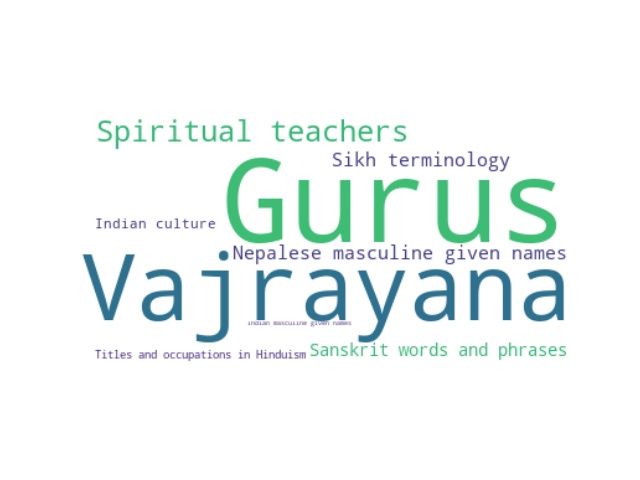 Spiritual teachers
Sikh terminology
Gurus
Indian culture
Nepalese masculine given names
Vajrayana
indian masculine given names
Titles and occupations in Hinduism
Sanskrit words and phrases